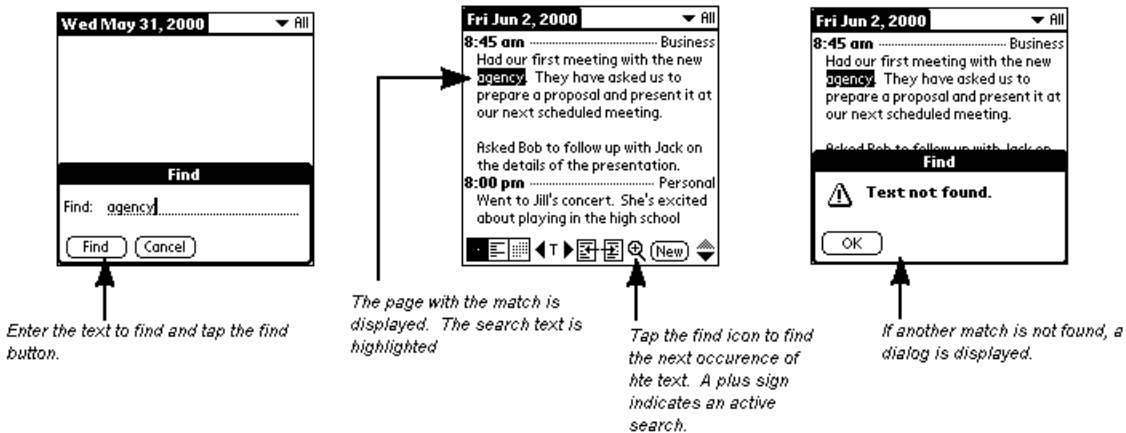 Wed May 31, 2000 All
Find
Find: agency
Find Cancel
Enter the text to find and tap the find
button.
Fri Jun 2, 2000 All
8:45 am Business
Had our first meeting with the new
agency. They have asked us to
prepare a proposal and present it at
our next scheduled meeting.
Asked Bob to follow up with Jack on
the details of the presentation.
8:00 pm Personal
Went to Jill's concert. She's excited
about playing in the high school
T New
The page with the match is
displayed. The search text is
highlighted
Tap the find icon to find
the next occurence of
hte text. A plus sign
indicates an active
search.
Fri Jun 2, 2000 All
8:45 am Business
Had our first meeting with the new
agency. They have asked us to
prepare a proposal and present it at
our next scheduled meeting.
Asked Bob to follow up with Jack on
Find
Text not found.
OK
If another match is not found, a
dialog is displayed.